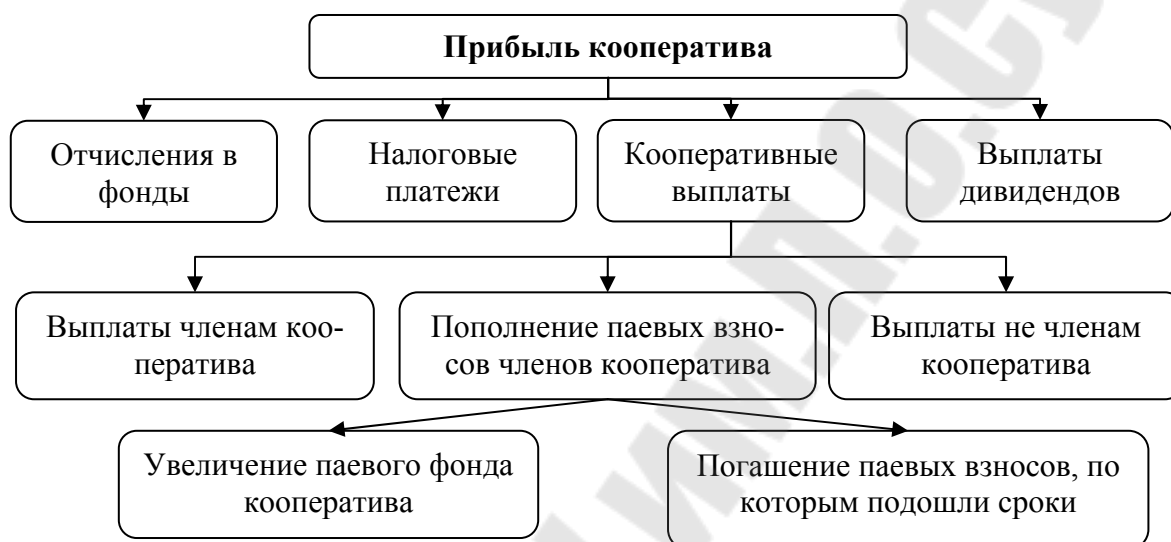 Прибыль кооператива
Отчисления в
фонды
Налоговые
платежи
Кооперативные
выплаты
Выплаты
дивидендов
Выплаты членам коо-
ператива
Пополнение паевых взно-
сов членов кооператива
Выплаты не членам
кооператива
Увеличение паевого фонда
кооператива
Погашение паевых взносов, по
которым подошли сроки